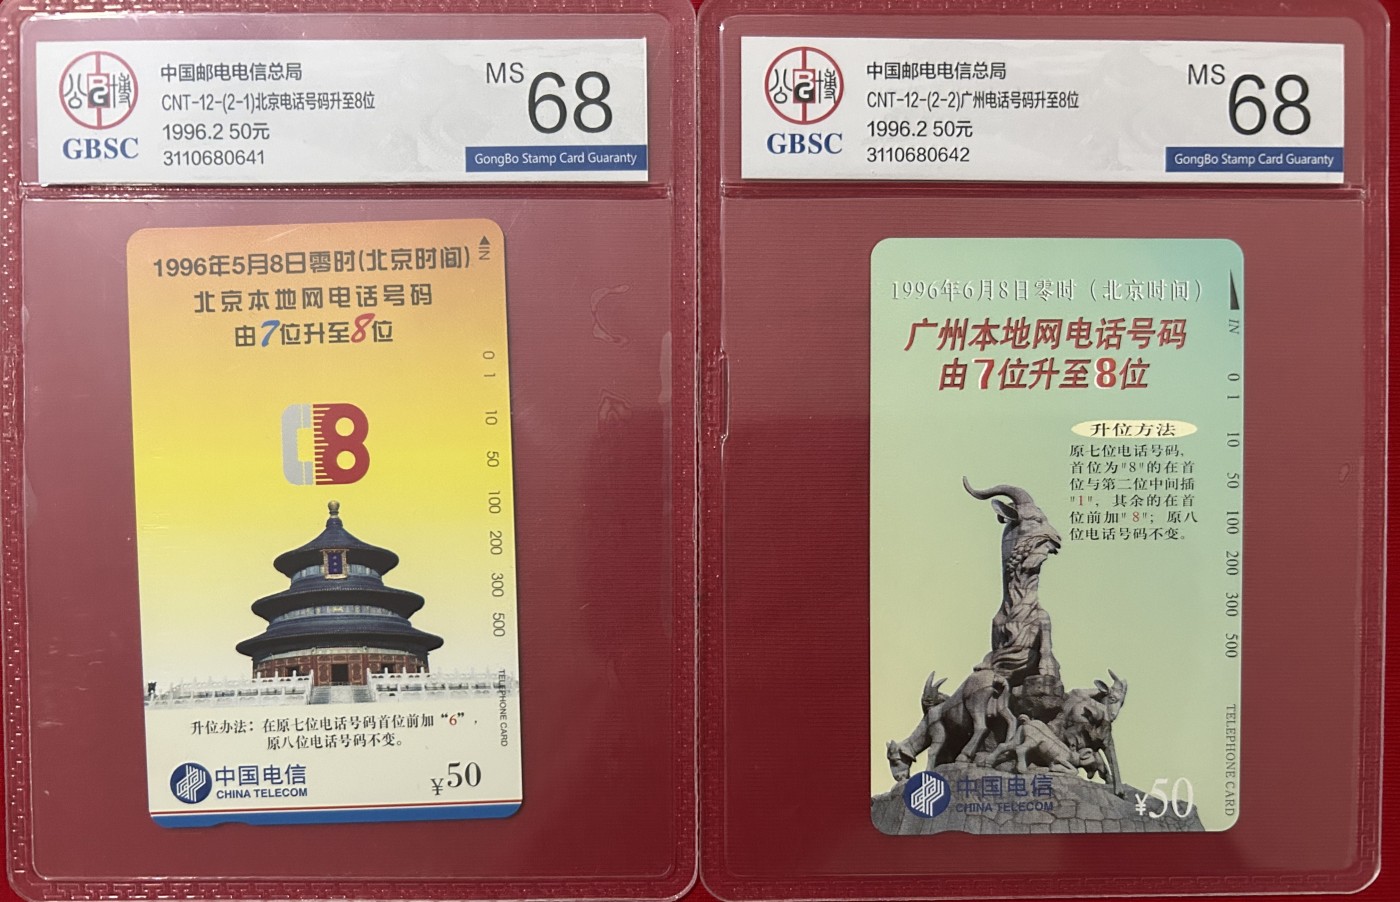 公博
GBSC
中国邮电电信总局
CNT-12-(2-1)北京电话号码升至8位
1996.2 50元
3110680641
MS 68
GongBo Stamp Card Guaranty
1996年5月8日零时(北京时间)
北京本地网电话号码
由7位升至8位
IN
0 1 10 50 100 200 300 500
TELEPHONE CARD
8
升位办法：在原七位电话号码首位前加“6”，
原八位电话号码不变。
中国电信
CHINA TELECOM
¥50
公博
GBSC
中国邮电电信总局
CNT-12-(2-2)广州电话号码升至8位
1996.2 50元
3110680642
MS 68
GongBo Stamp Card Guaranty
1996年6月8日零时（北京时间）
广州本地网电话号码
由7位升至8位
IN
0 1 10 50 100 200 300 500
TELEPHONE CARD
升位方法
原七位电话号码，
首位为"8"的在首
位与第二位中间插
"1"，其余的在首
位前加"8"；原八
位电话号码不变。
中国电信
CHINA TELECOM
¥50